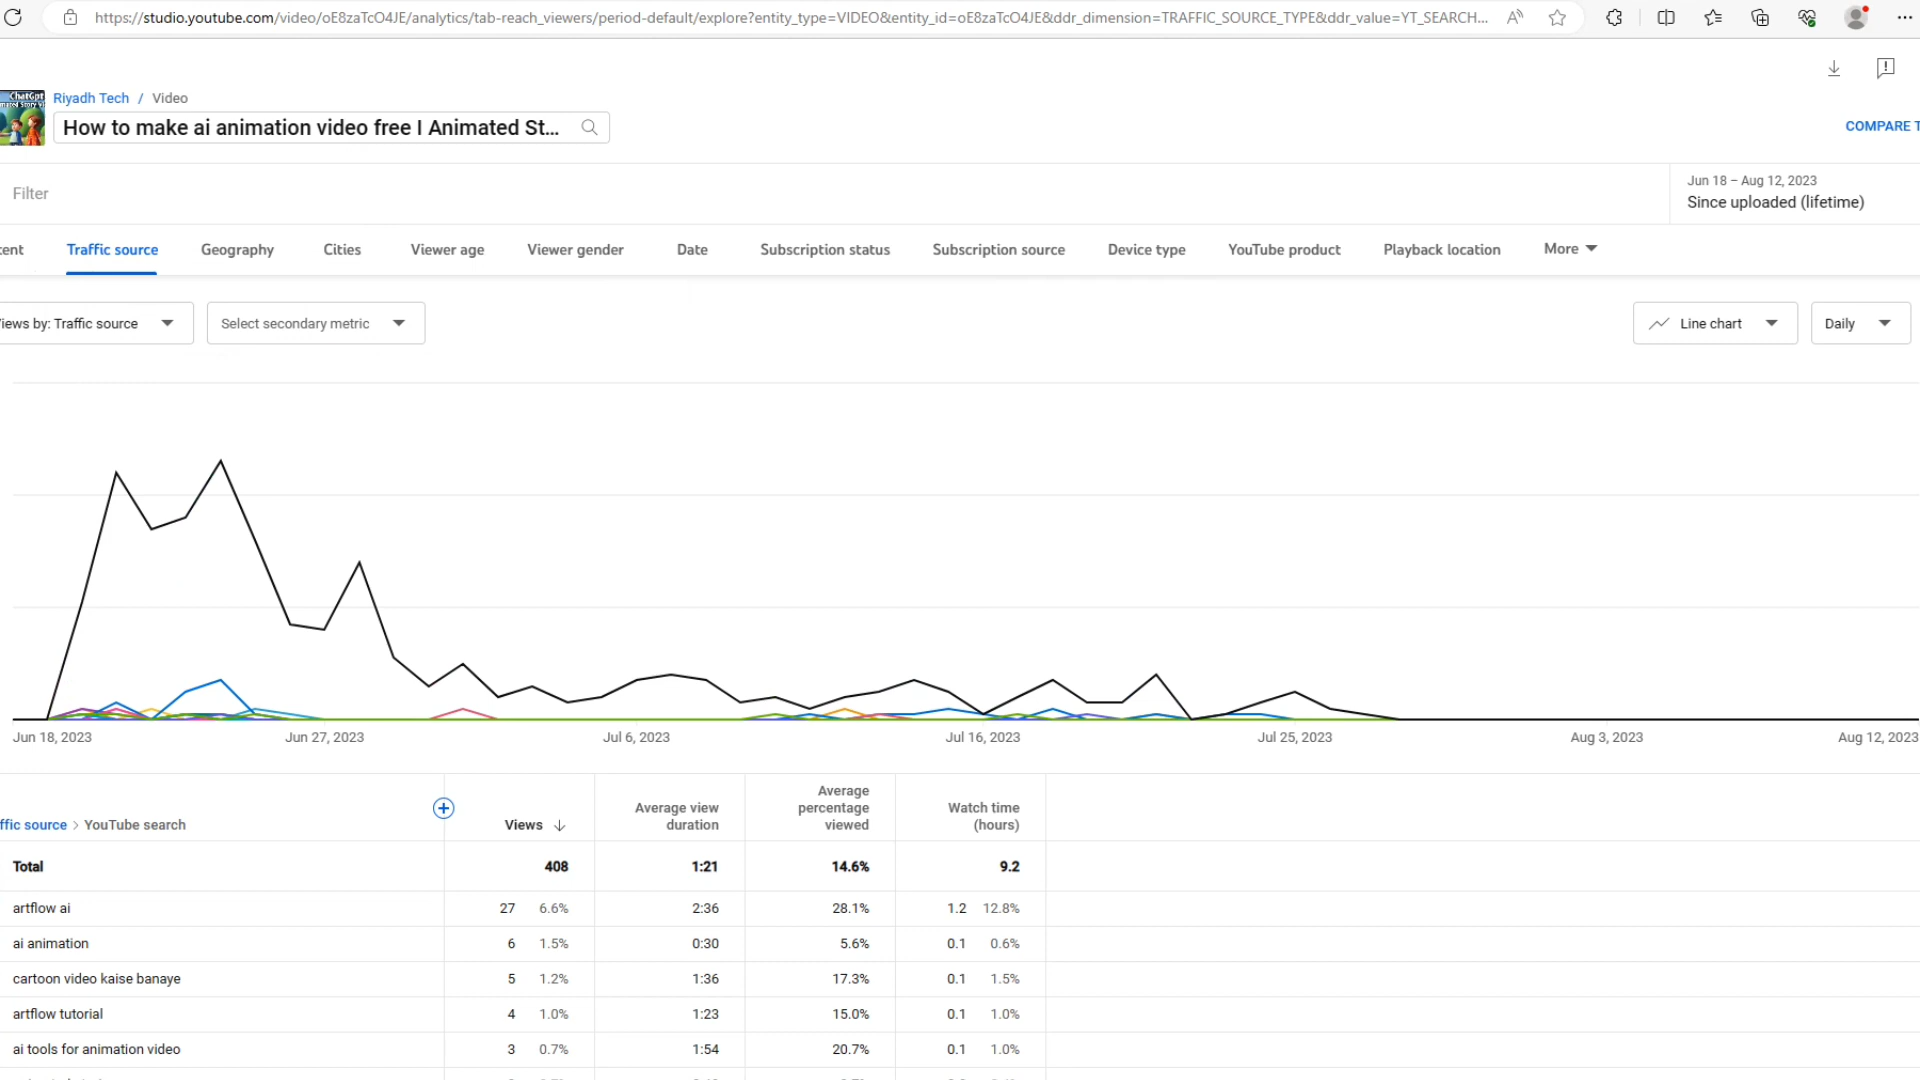 https://studio.youtube.com/video/oE8zaTcO4JE/analytics/tab-reach_viewers/period-default/explore?entity_type=VIDEO&entity_id=oE8zaTcO4JE&ddr_dimension=TRAFFIC_SOURCE_TYPE&ddr_value=YT_SEARCH...
ChatGpt
Riyadh Tech / Video
How to make ai animation video free I Animated St...
COMPARE T
Filter
Jun 18 – Aug 12, 2023
Since uploaded (lifetime)
tent Traffic source Geography Cities Viewer age Viewer gender Date Subscription status Subscription source Device type YouTube product Playback location More
iews by: Traffic source Select secondary metric Line chart Daily
Jun 18, 2023 Jun 27, 2023 Jul 6, 2023 Jul 16, 2023 Jul 25, 2023 Aug 3, 2023 Aug 12, 2023
ffic source > YouTube search
Views
Average view
duration
Average
percentage
viewed
Watch time
(hours)
Total 408 1:21 14.6% 9.2
artflow ai 27 6.6% 2:36 28.1% 1.2 12.8%
ai animation 6 1.5% 0:30 5.6% 0.1 0.6%
cartoon video kaise banaye 5 1.2% 1:36 17.3% 0.1 1.5%
artflow tutorial 4 1.0% 1:23 15.0% 0.1 1.0%
ai tools for animation video 3 0.7% 1:54 20.7% 0.1 1.0%